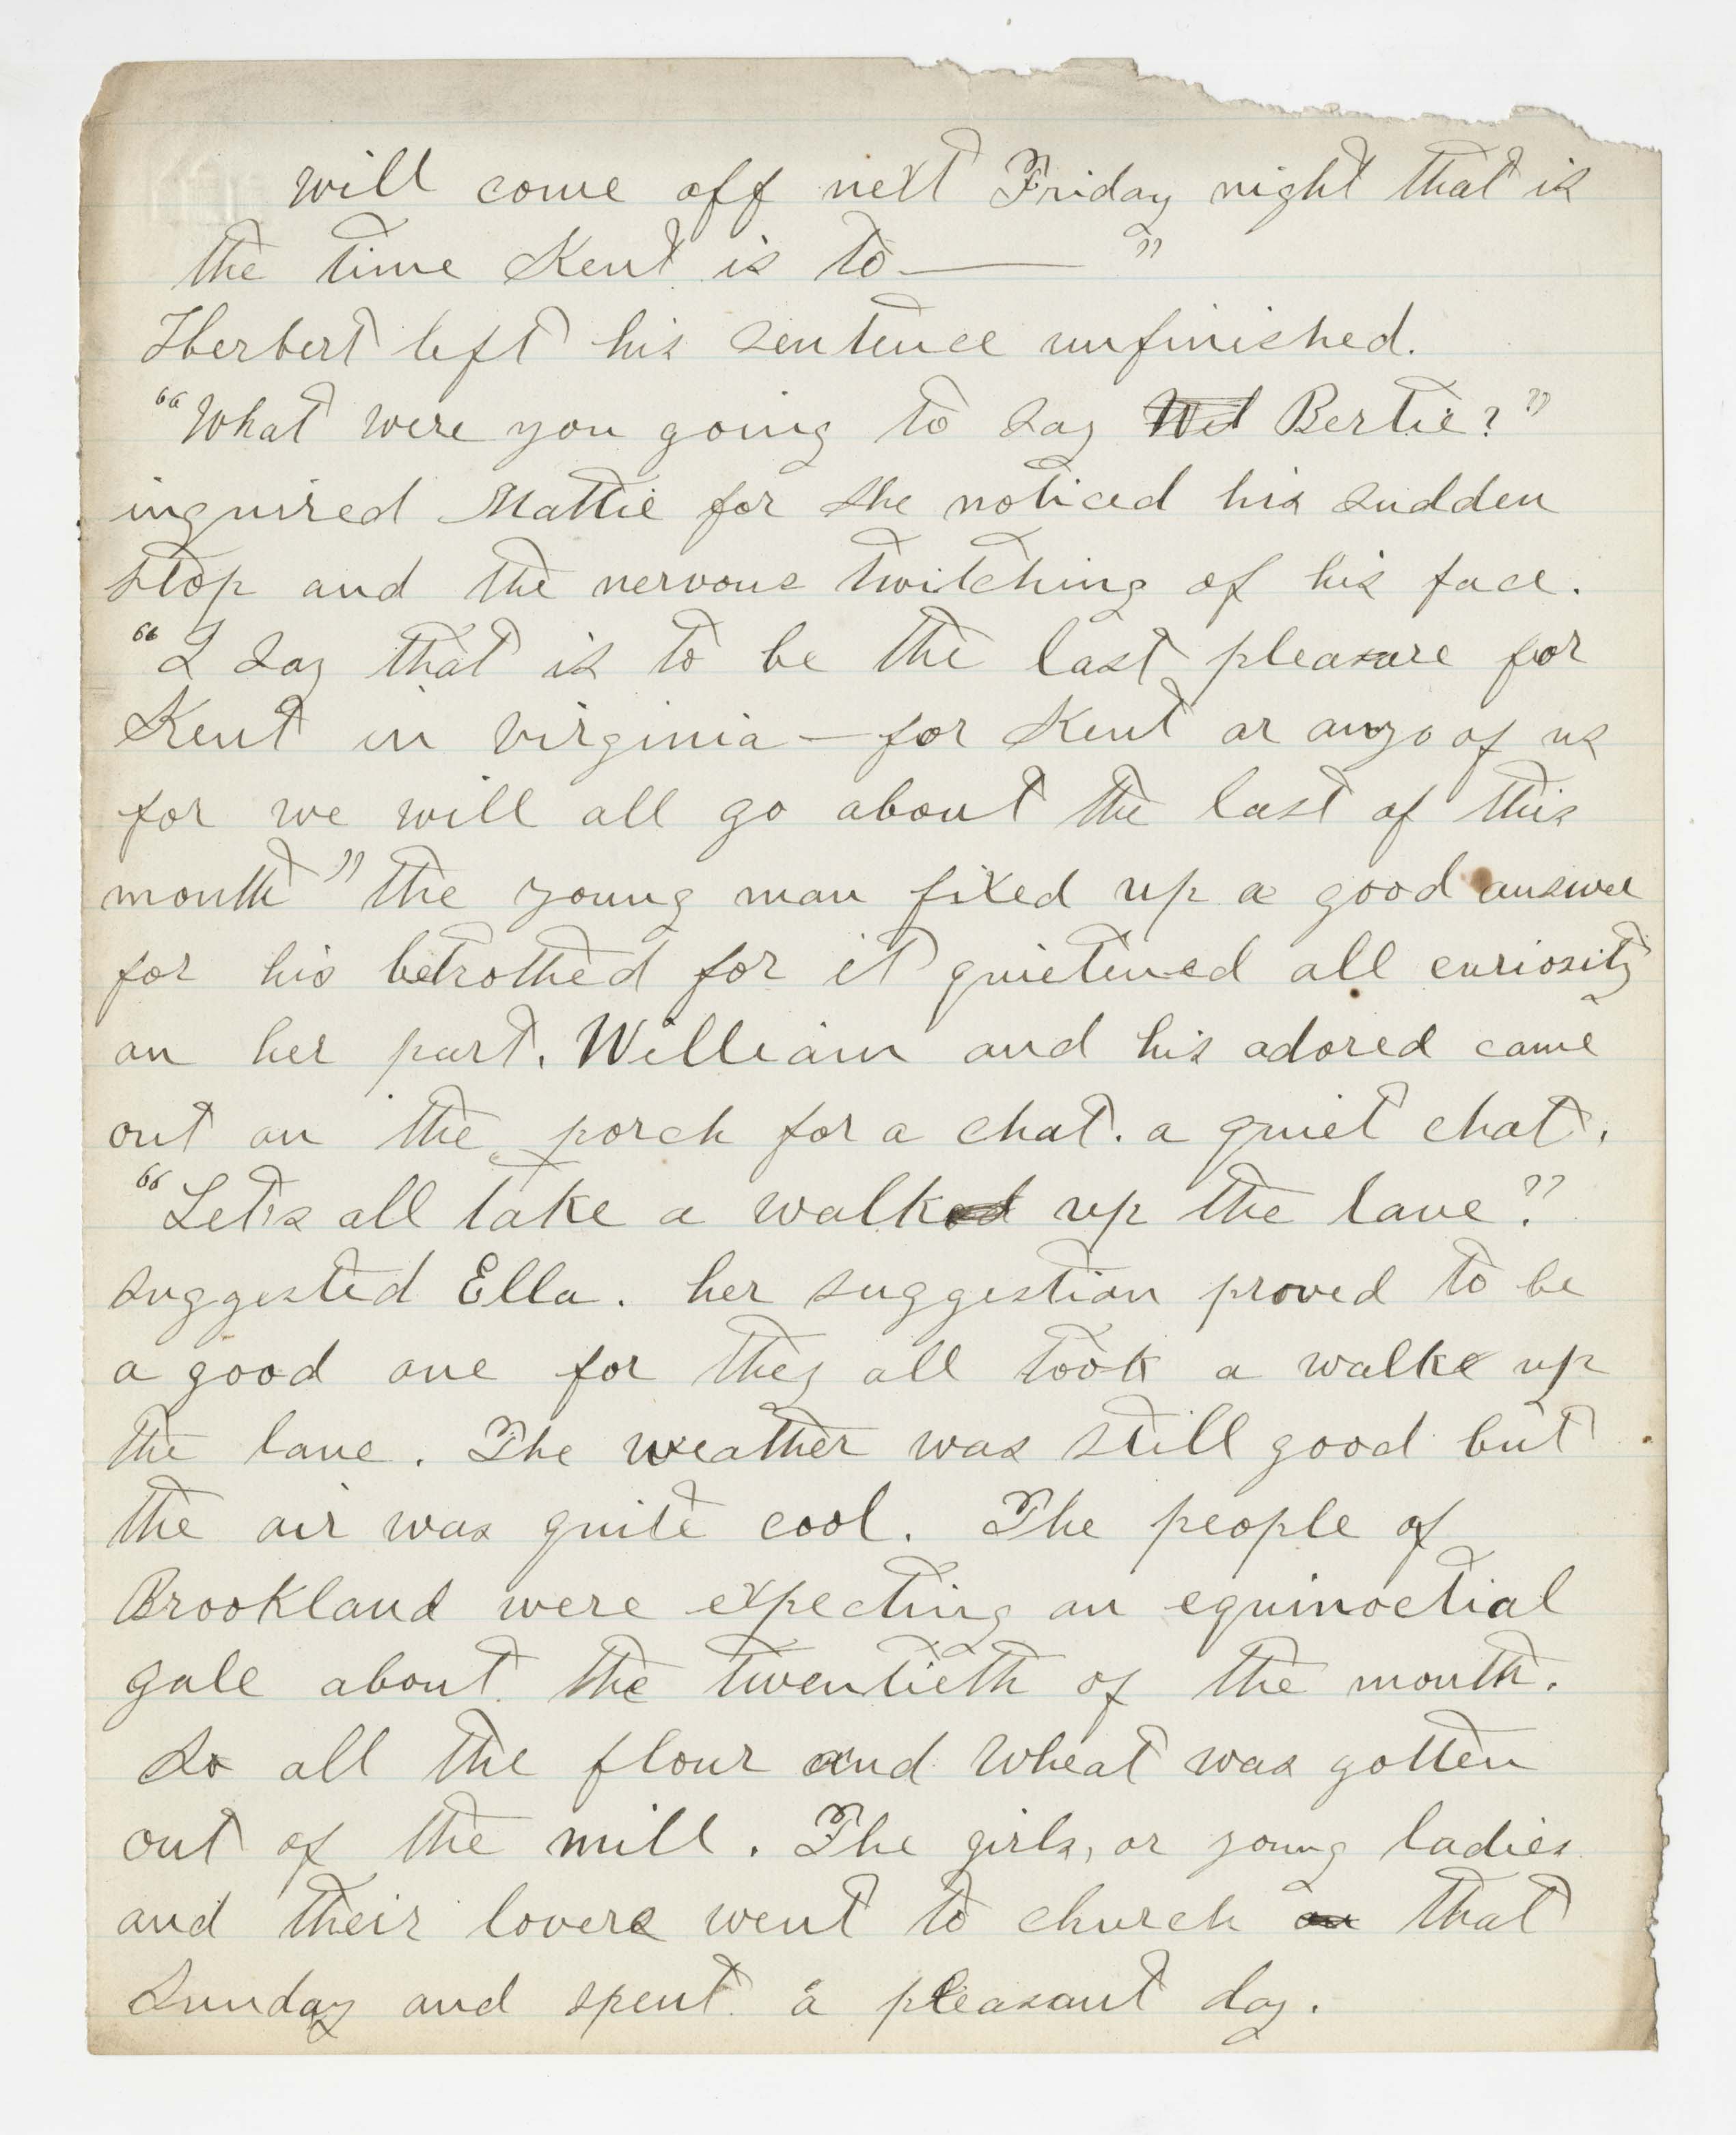 will come off next Friday night that is
the time Kent is to — "
Herbert left his sentence unfinished.
"What were you going to say Wil Bertie?"
inquired Mattie for she noticed his sudden
stop and the nervous twitching of his face.
"I say that is to be the last pleasure for
Kent in Virginia — for Kent or any of us
for we will all go about the last of this
month" the young man fixed up a good answer
for his betrothed for it quietened all curiosity
on her part. William and his adored came
out on the porch for a chat. a quiet chat.
"Let's all take a walk up the lane?"
suggested Ella. her suggestion proved to be
a good one for they all took a walk up
the lane. The weather was still good but
the air was quite cool. The people of
Brookland were expecting an equinoctial
gale about the twentieth of the month.
So all the flour and wheat was gotten
out of the mill. The girls, or young ladies
and their lovers went to church on that
Sunday and spent a pleasant day.